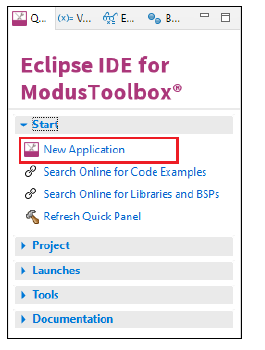 Q... (x)= V... E... B...
Eclipse IDE for
ModusToolbox®
Start
New Application
Search Online for Code Examples
Search Online for Libraries and BSPs
Refresh Quick Panel
Project
Launches
Tools
Documentation